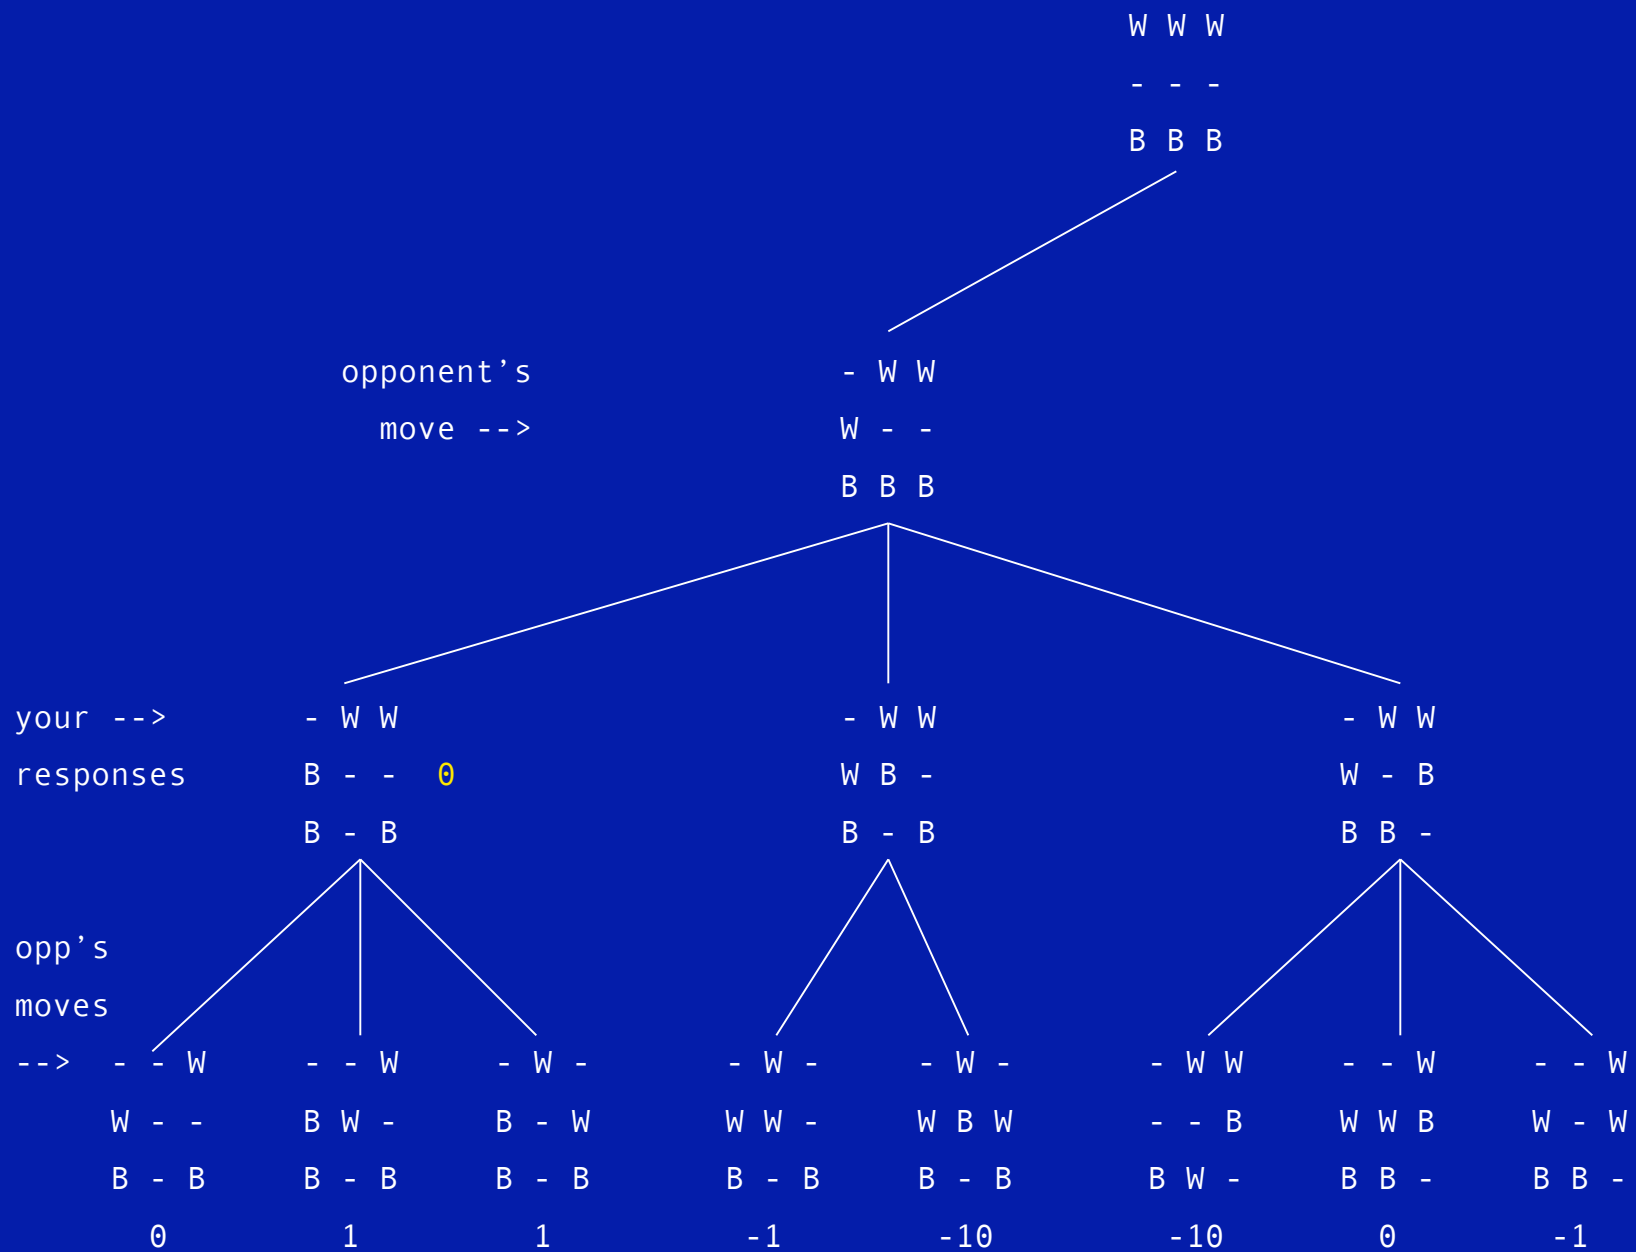 W W W
- - -
B B B
opponent’s - W W
move --> W - -
B B B
your --> - W W - W W - W W
responses B - - 0 W B - W - B
B - B B - B B B -
opp’s
moves
--> - - W - - W - W - - W - - W - - W W - - W - - W
W - - B W - B - W W W - W B W - - B W W B W - W
B - B B - B B - B B - B B - B B W - B B - B B -
0 1 1 -1 -10 -10 0 -1